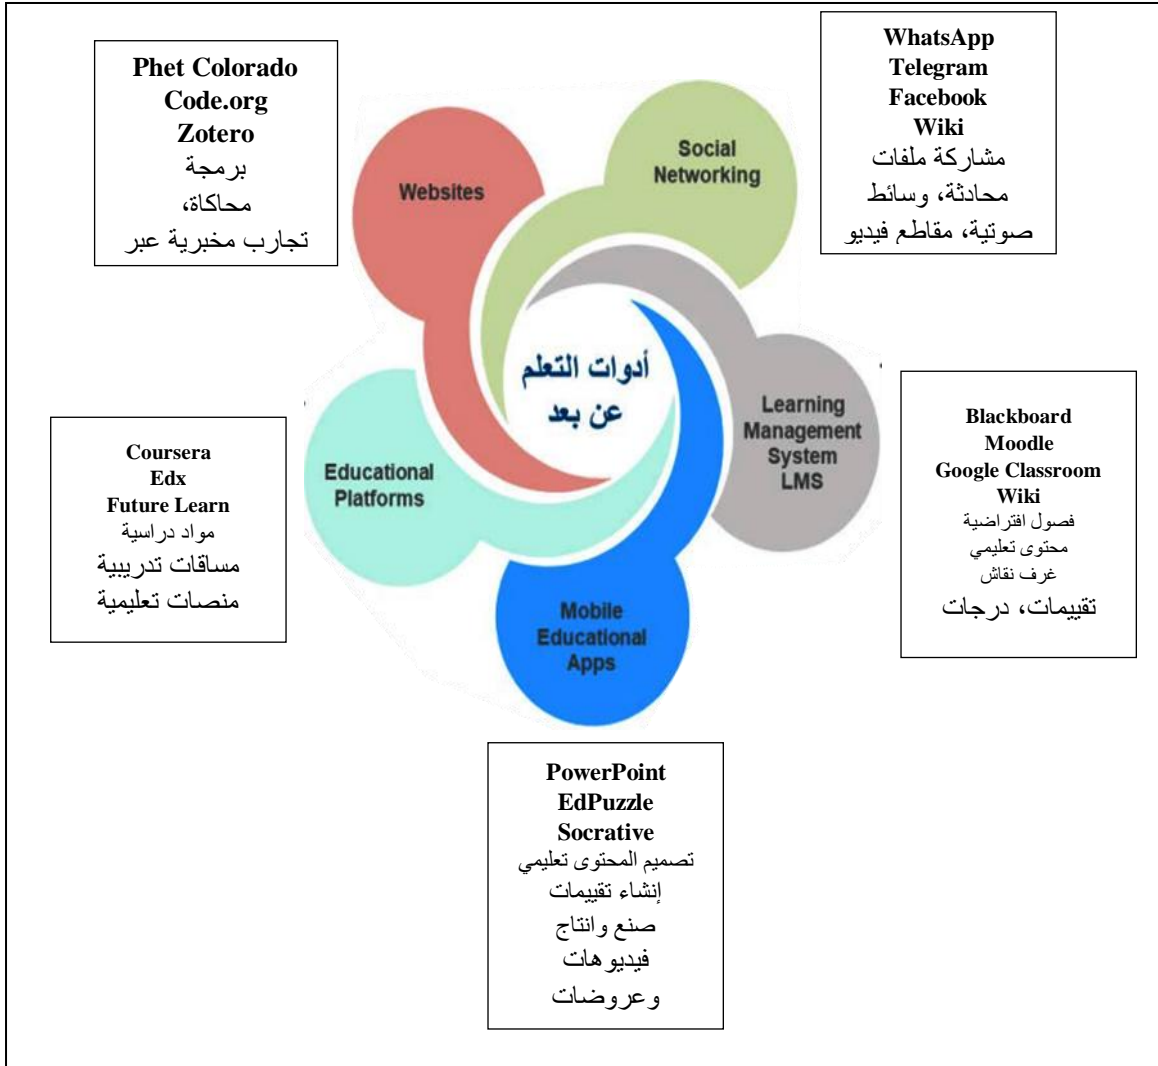 Phet Colorado
Code.org
Zotero
برمجة
محاكاة،
تجارب مخبرية عبر
WhatsApp
Telegram
Facebook
Wiki
مشاركة ملفات
محادثة، وسائط
صوتية، مقاطع فيديو
Websites
Social
Networking
أدوات التعلم
عن بعد
Learning
Management
System
LMS
Educational
Platforms
Mobile
Educational
Apps
Coursera
Edx
Future Learn
مواد دراسية
مساقات تدريبية
منصات تعليمية
Blackboard
Moodle
Google Classroom
Wiki
فصول افتراضية
محتوى تعليمي
غرف نقاش
تقييمات، درجات
PowerPoint
EdPuzzle
Socrative
تصميم المحتوى تعليمي
إنشاء تقييمات
صنع وانتاج
فيديوهات
وعروضات